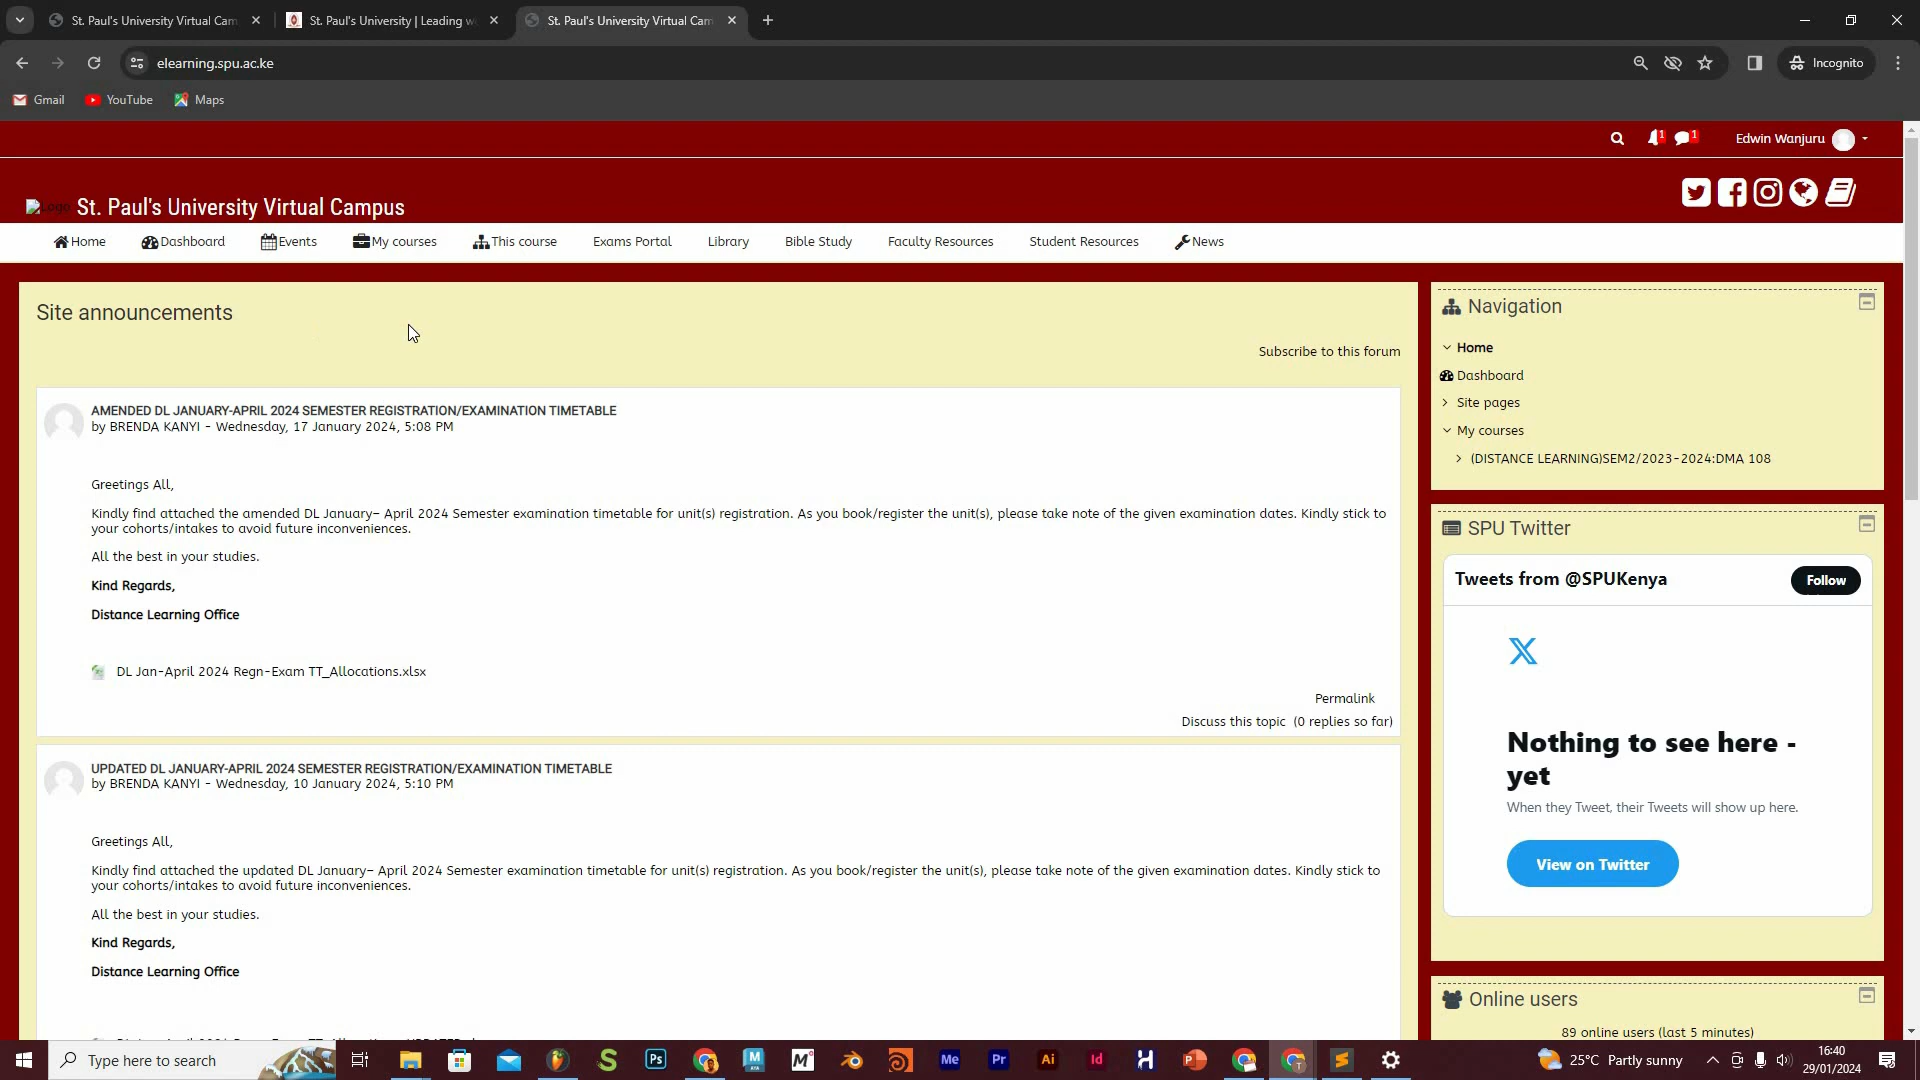 St. Paul's University Virtual Cam
St. Paul's University | Leading w
St. Paul's University Virtual Cam
elearning.spu.ac.ke
Incognito
Gmail
YouTube
Maps
1
1
Edwin Wanjuru
Logo
St. Paul's University Virtual Campus
Home
Dashboard
Events
My courses
This course
Exams Portal
Library
Bible Study
Faculty Resources
Student Resources
News
Site announcements
Subscribe to this forum
AMENDED DL JANUARY-APRIL 2024 SEMESTER REGISTRATION/EXAMINATION TIMETABLE
by BRENDA KANYI - Wednesday, 17 January 2024, 5:08 PM
Greetings All,
Kindly find attached the amended DL January– April 2024 Semester examination timetable for unit(s) registration. As you book/register the unit(s), please take note of the given examination dates. Kindly stick to
your cohorts/intakes to avoid future inconveniences.
All the best in your studies.
Kind Regards,
Distance Learning Office
DL Jan-April 2024 Regn-Exam TT_Allocations.xlsx
Permalink
Discuss this topic (0 replies so far)
UPDATED DL JANUARY-APRIL 2024 SEMESTER REGISTRATION/EXAMINATION TIMETABLE
by BRENDA KANYI - Wednesday, 10 January 2024, 5:10 PM
Greetings All,
Kindly find attached the updated DL January– April 2024 Semester examination timetable for unit(s) registration. As you book/register the unit(s), please take note of the given examination dates. Kindly stick to
your cohorts/intakes to avoid future inconveniences.
All the best in your studies.
Kind Regards,
Distance Learning Office
Navigation
Home
Dashboard
Site pages
My courses
(DISTANCE LEARNING)SEM2/2023-2024:DMA 108
SPU Twitter
Tweets from @SPUKenya
Follow
Nothing to see here -
yet
When they Tweet, their Tweets will show up here.
View on Twitter
Online users
89 online users (last 5 minutes)
Type here to search
Ps
MAYA
Me
Pr
Ai
Id
25°C Partly sunny
16:40
29/01/2024